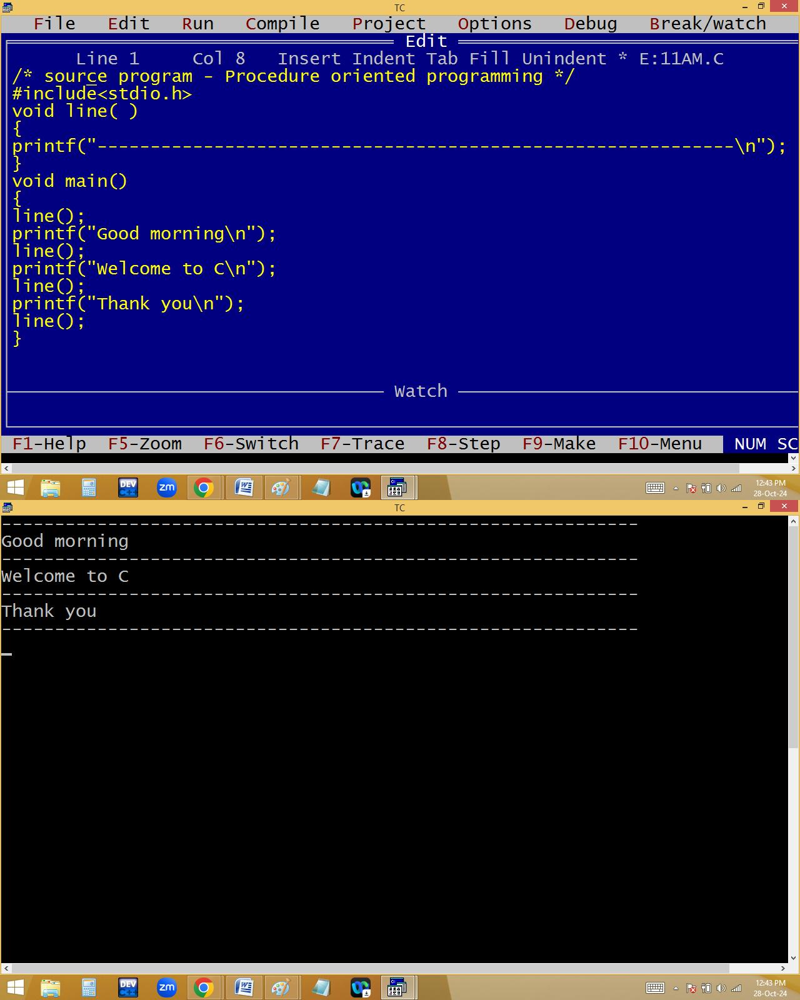 TC
File Edit Run Compile Project Options Debug Break/watch
Edit
Line 1 Col 8 Insert Indent Tab Fill Unindent * E:11AM.C
/* source program - Procedure oriented programming */
#include<stdio.h>
void line( )
{
printf("------------------------------------------------------------\n");
}
void main()
{
line();
printf("Good morning\n");
line();
printf("Welcome to C\n");
line();
printf("Thank you\n");
line();
}
Watch
F1-Help F5-Zoom F6-Switch F7-Trace F8-Step F9-Make F10-Menu NUM SC
DEV C++ zm 12:43 PM
28-Oct-24
TC
------------------------------------------------------------
Good morning
------------------------------------------------------------
Welcome to C
------------------------------------------------------------
Thank you
------------------------------------------------------------
DEV C++ zm 12:43 PM
28-Oct-24